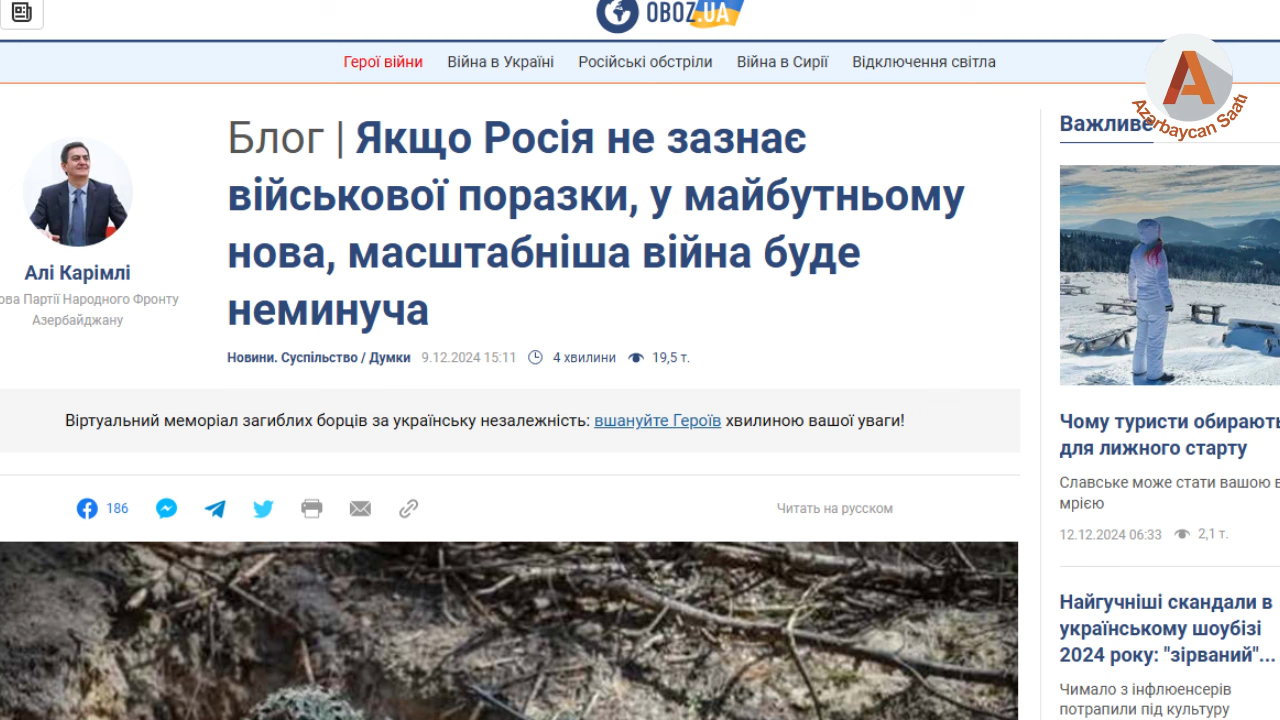 OBOZ.UA
Герої війни Війна в Україні Російські обстріли Війна в Сирії Відключення світла
Azərbaycan Saatı
Блог | Якщо Росія не зазнає
військової поразки, у майбутньому
нова, масштабніша війна буде
неминуча
Алі Карімлі
ова Партії Народного Фронту
Азербайджану
Новини. Суспільство / Думки 9.12.2024 15:11 4 хвилини 19,5 т.
Віртуальний меморіал загиблих борців за українську незалежність: вшануйте Героїв хвилиною вашої уваги!
186
Читать на русском
Важливе
Чому туристи обирають
для лижного старту
Славське може стати вашою в
мрією
12.12.2024 06:33 2,1 т.
Найгучніші скандали в
українському шоубізі
2024 року: "зірваний"...
Чимало з інфлюенсерів
потрапили під культуру